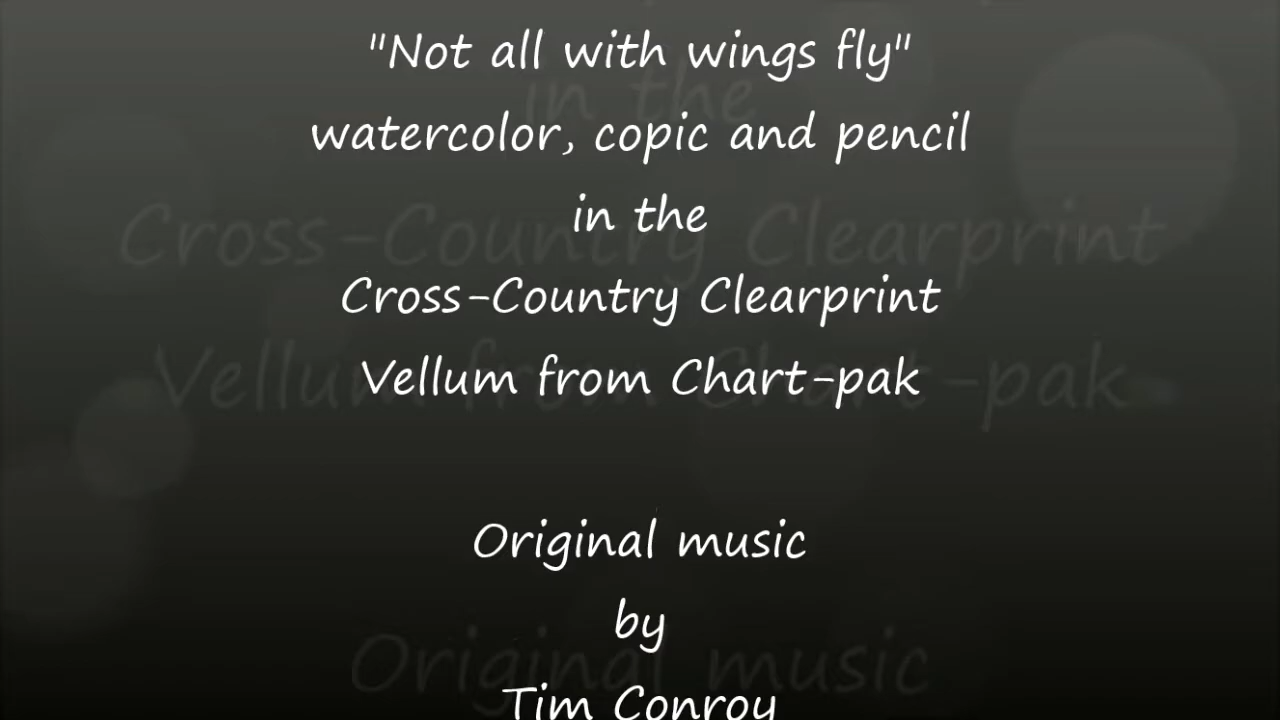 "Not all with wings fly"
watercolor, copic and pencil
in the
Cross-Country Clearprint
Vellum from Chart-pak
Original music
by
Tim Conroy